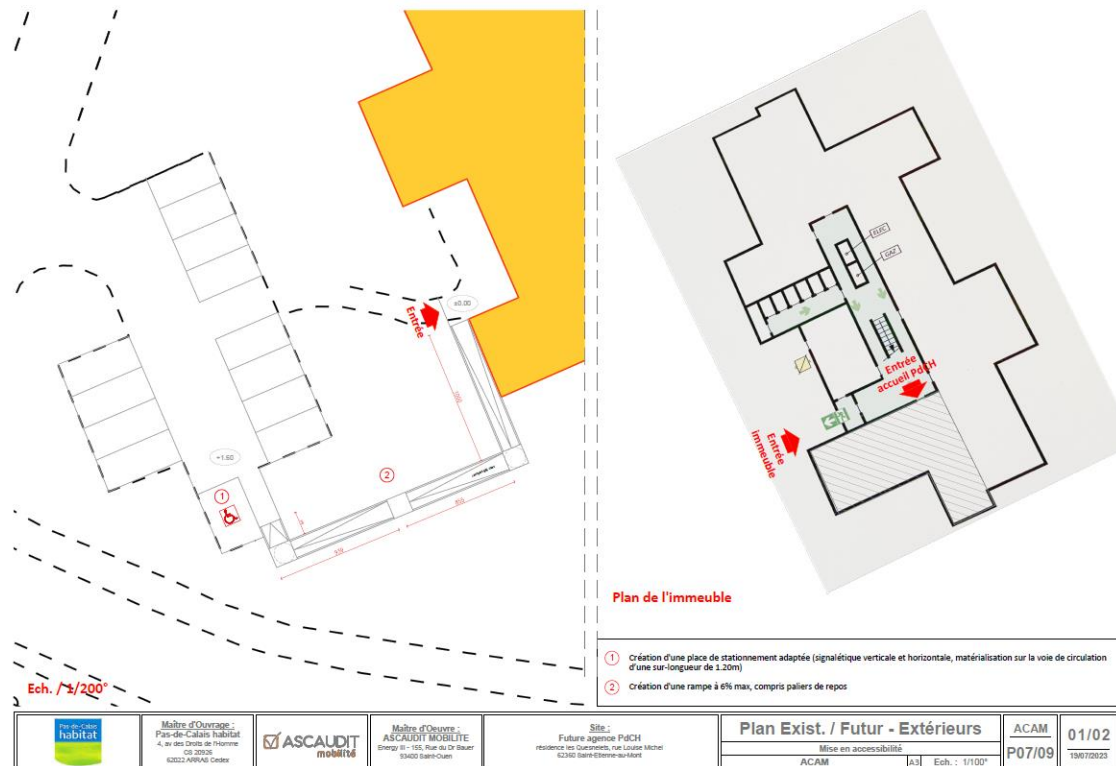 ±0.00
Entrée
ELEC
GAZ
Entrée
accueil PdCH
Entrée
immeuble
+1.60
1
2
Plan de l'immeuble
1 Création d'une place de stationnement adaptée (signalétique verticale et horizontale, matérialisation sur la voie de circulation
d'une sur-longueur de 1.20m)
2 Création d'une rampe à 6% max, compris paliers de repos
Ech. / 1/200°
Pas-de-Calais
habitat
Maître d'Ouvrage :
Pas-de-Calais habitat
4, av des Droits de l'Homme
CS 20926
62022 ARRAS Cedex
ASCAUDIT
mobilité
Maître d'Oeuvre :
ASCAUDIT MOBILITE
Energy III - 155, Rue du Dr Bauer
93400 Saint-Ouen
Site :
Future agence PdCH
résidence les Quesnelets, rue Louise Michel
62360 Saint-Etienne-au-Mont
Plan Exist. / Futur - Extérieurs
Mise en accessibilité
ACAM
A3
Ech. : 1/100°
ACAM
P07/09
01/02
19/07/2023